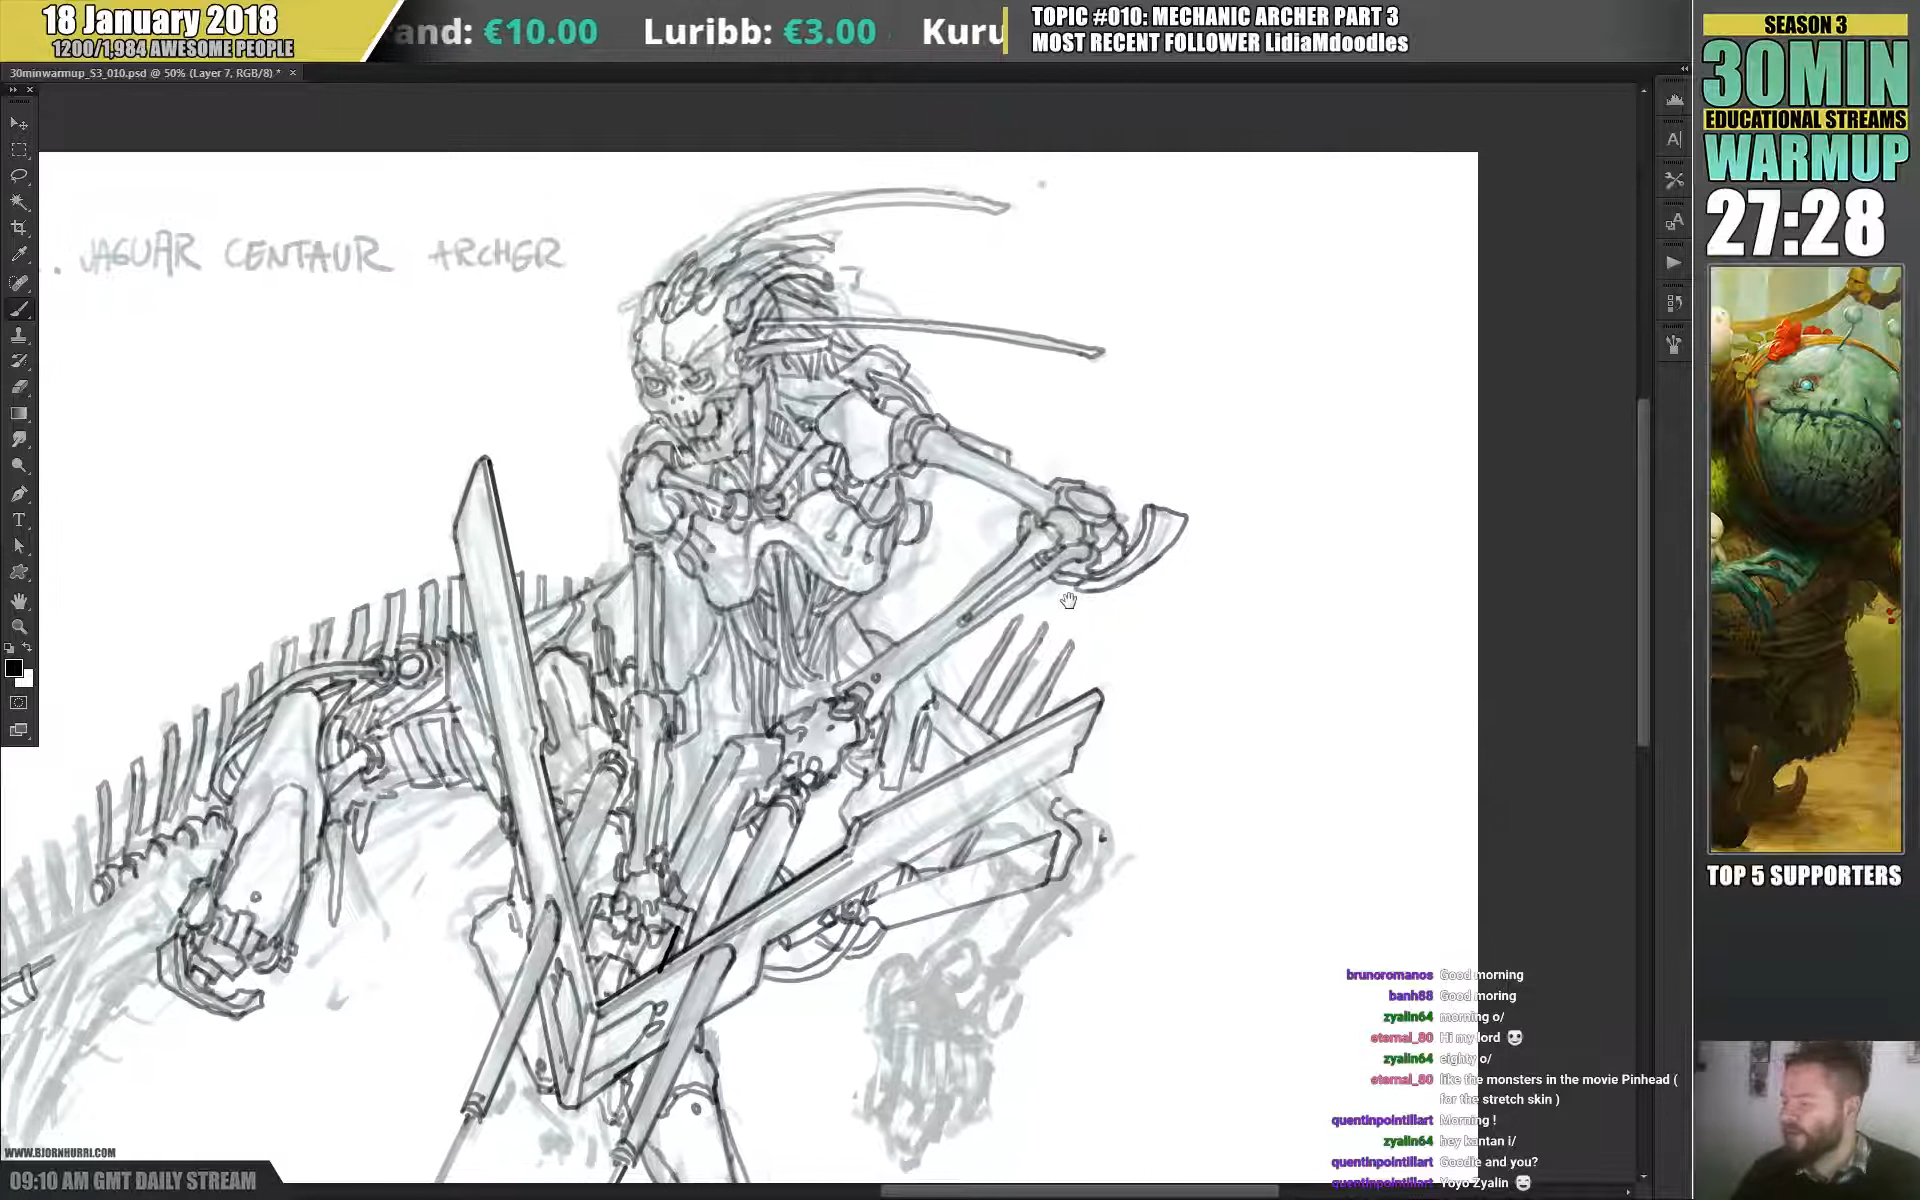 18 January 2018
1200/1,984 AWESOME PEOPLE
and: €10.00 Luribb: €3.00 Kuru
TOPIC #010: MECHANIC ARCHER PART 3
MOST RECENT FOLLOWER LidiaMdoodles
30minwarmup_S3_010.psd @ 50% (Layer 7, RGB/8) *
SEASON 3
30MIN
EDUCATIONAL STREAMS
WARMUP
27:28
. JAGUAR CENTAUR ARCHER
TOP 5 SUPPORTERS
brunoromanos Good morning
banh88 Good moring
zyalin64 morning o/
eternal_80 Hi my lord
zyalin64 eighty o/
eternal_80 like the monsters in the movie Pinhead (
for the stretch skin )
quentinpointillart Morning !
zyalin64 hey kantan i/
quentinpointillart Goodie and you?
quentinpointillart Yoyo Zyalin
WWW.BJORNHURRI.COM
09:10 AM GMT DAILY STREAM